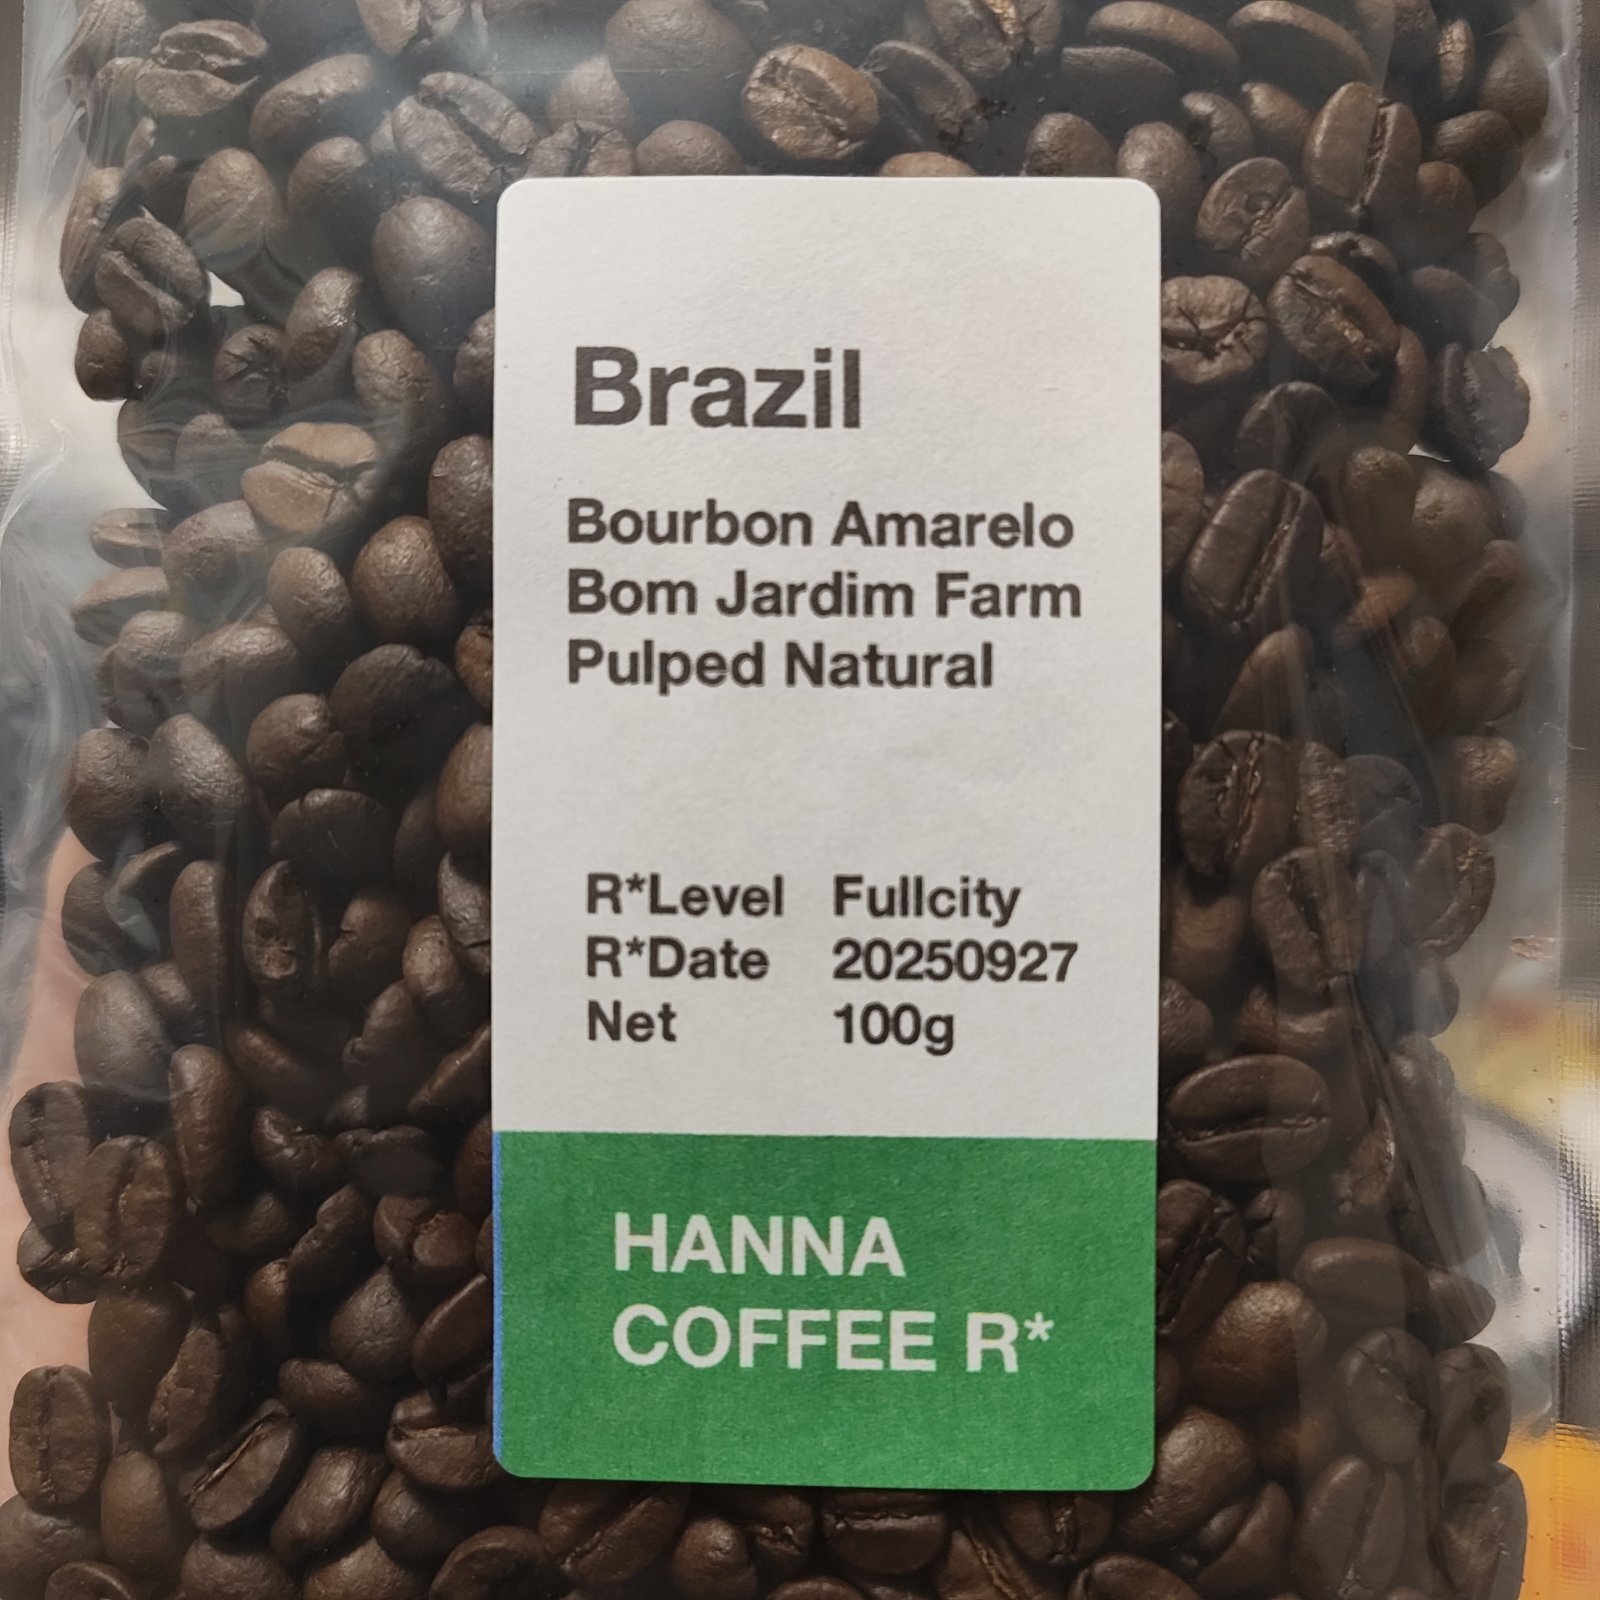 Brazil
Bourbon Amarelo
Bom Jardim Farm
Pulped Natural
R*Level Fullcity
R*Date 20250927
Net 100g
HANNA
COFFEE R*